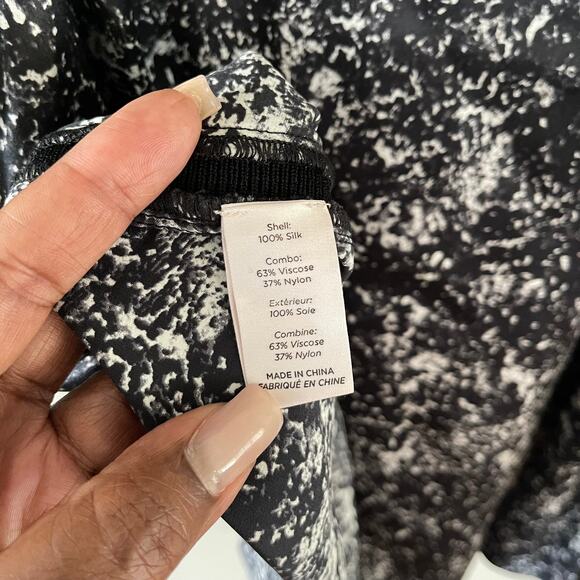 Shell:
100% Silk
Combo:
63% Viscose
37% Nylon
Extérieur:
100% Soie
Combine:
63% Viscose
37% Nylon
MADE IN CHINA
FABRIQUÉ EN CHINE